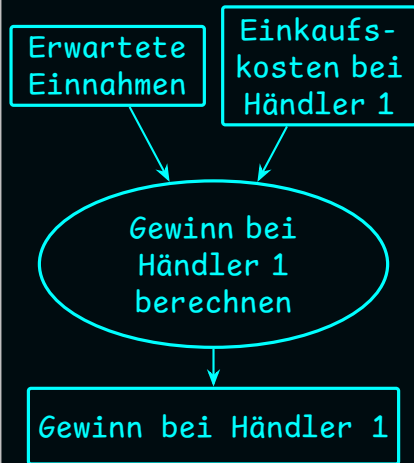 Erwartete
Einnahmen
Einkaufs-
kosten bei
Händler 1
Gewinn bei
Händler 1
berechnen
Gewinn bei Händler 1